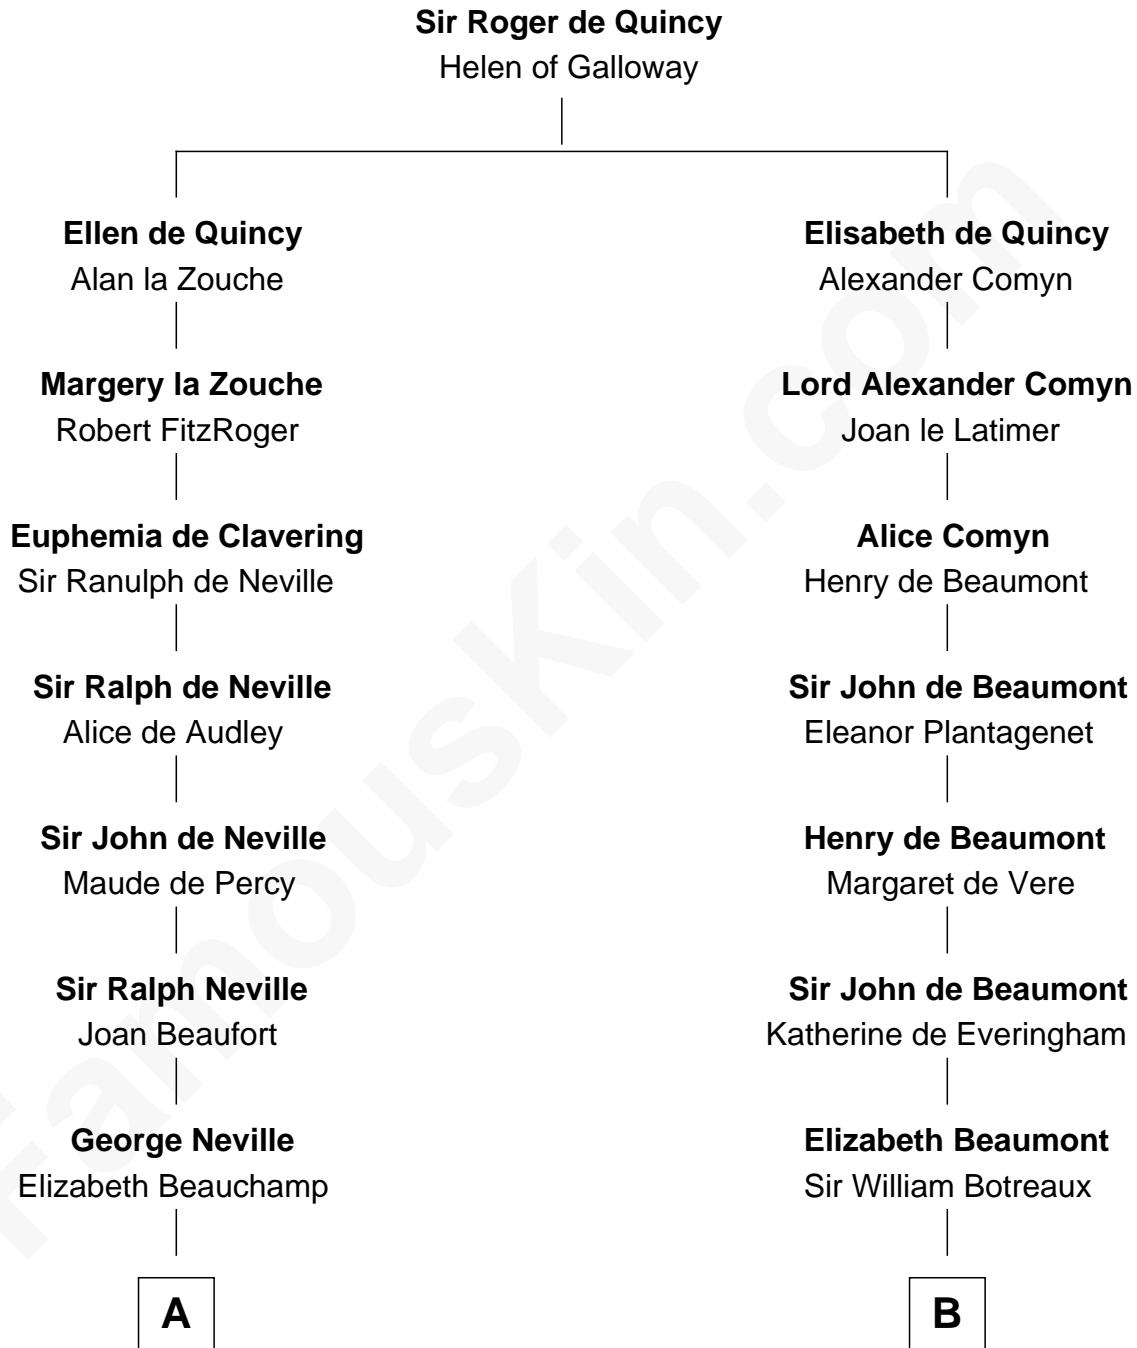 Sir Roger de Quincy
Helen of Galloway
Ellen de Quincy
Alan la Zouche
Elisabeth de Quincy
Alexander Comyn
Margery la Zouche
Robert FitzRoger
Lord Alexander Comyn
Joan le Latimer
Euphemia de Clavering
Sir Ranulph de Neville
Alice Comyn
Henry de Beaumont
Sir Ralph de Neville
Alice de Audley
Sir John de Beaumont
Eleanor Plantagenet
Sir John de Neville
Maude de Percy
Henry de Beaumont
Margaret de Vere
Sir Ralph Neville
Joan Beaufort
Sir John de Beaumont
Katherine de Everingham
George Neville
Elizabeth Beauchamp
Elizabeth Beaumont
Sir William Botreaux
A
B
FamousKin.com